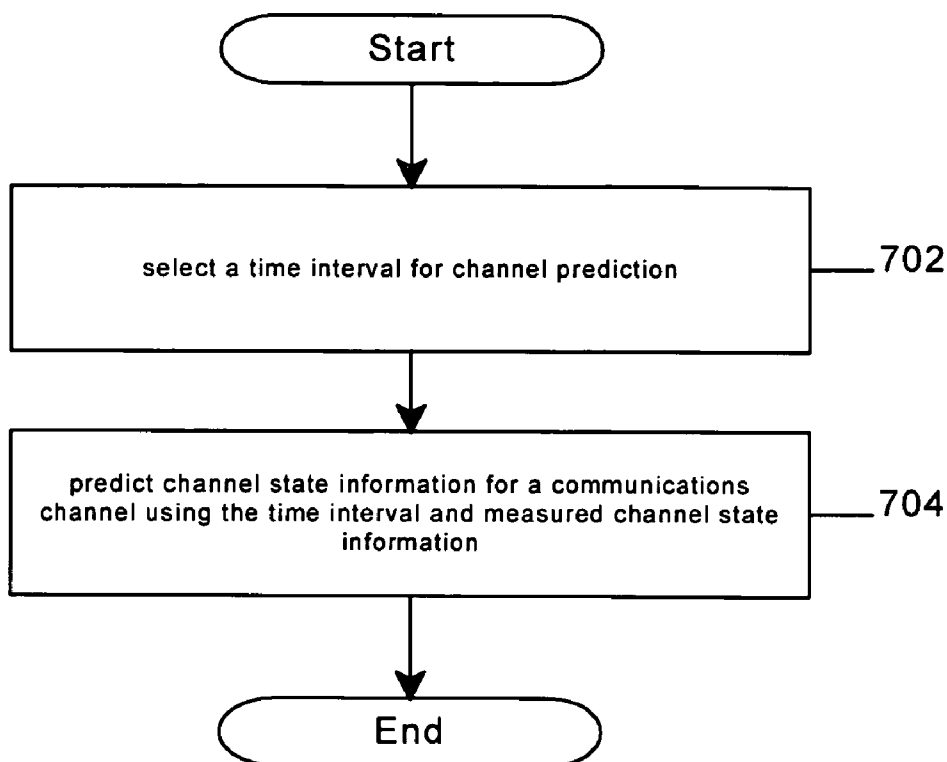 Start
select a time interval for channel prediction
702
predict channel state information for a communications
channel using the time interval and measured channel state
information
704
End